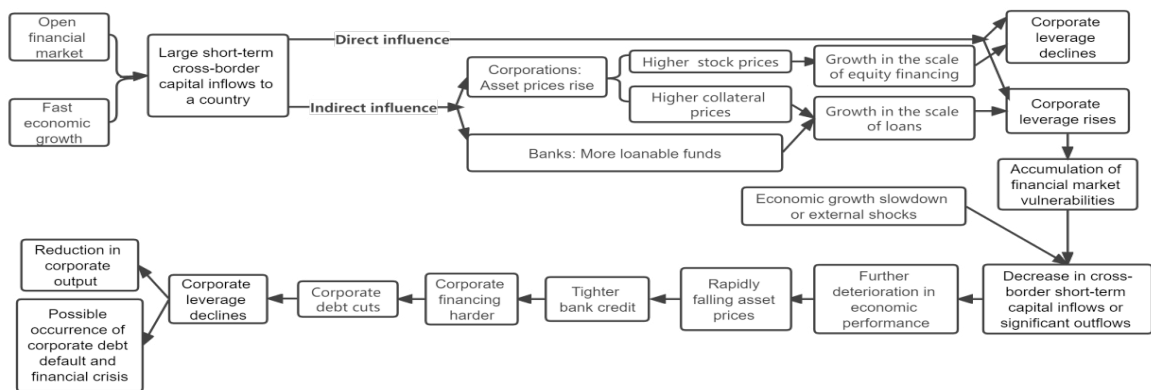 Open
financial
market
Fast
economic
growth
Large short-term
cross-border
capital inflows to
a country
Direct influence
Indirect influence
Corporations:
Asset prices rise
Banks: More loanable funds
Higher stock prices
Higher collateral
prices
Growth in the scale
of equity financing
Growth in the scale
of loans
Corporate
leverage
declines
Corporate
leverage rises
Accumulation of
financial market
vulnerabilities
Economic growth slowdown
or external shocks
Decrease in cross-
border short-term
capital inflows or
significant outflows
Further
deterioration in
economic
performance
Rapidly
falling asset
prices
Tighter
bank credit
Corporate
financing
harder
Corporate
debt cuts
Corporate
leverage
declines
Reduction in
corporate
output
Possible
occurrence of
corporate debt
default and
financial crisis